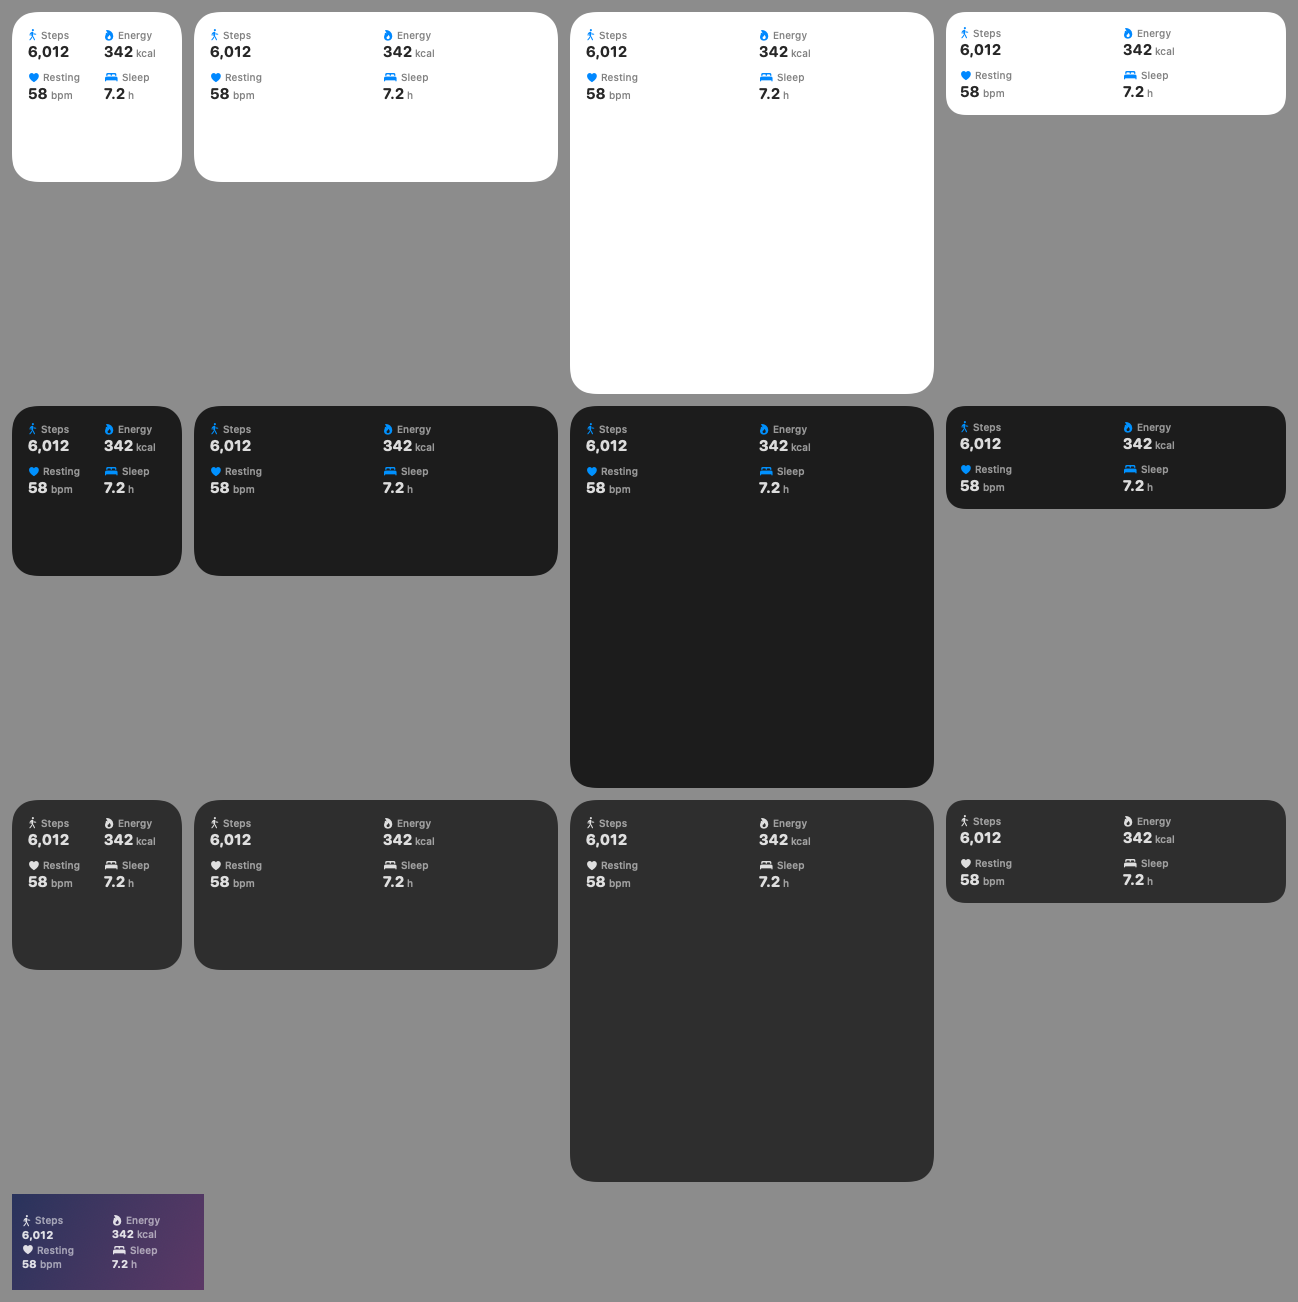 Steps Energy
6,012 342 kcal
Resting Sleep
58 bpm 7.2 h
Steps Energy
6,012 342 kcal
Resting Sleep
58 bpm 7.2 h
Steps Energy
6,012 342 kcal
Resting Sleep
58 bpm 7.2 h
Steps Energy
6,012 342 kcal
Resting Sleep
58 bpm 7.2 h
Steps Energy
6,012 342 kcal
Resting Sleep
58 bpm 7.2 h
Steps Energy
6,012 342 kcal
Resting Sleep
58 bpm 7.2 h
Steps Energy
6,012 342 kcal
Resting Sleep
58 bpm 7.2 h
Steps Energy
6,012 342 kcal
Resting Sleep
58 bpm 7.2 h
Steps Energy
6,012 342 kcal
Resting Sleep
58 bpm 7.2 h
Steps Energy
6,012 342 kcal
Resting Sleep
58 bpm 7.2 h
Steps Energy
6,012 342 kcal
Resting Sleep
58 bpm 7.2 h
Steps Energy
6,012 342 kcal
Resting Sleep
58 bpm 7.2 h
Steps Energy
6,012 342 kcal
Resting Sleep
58 bpm 7.2 h